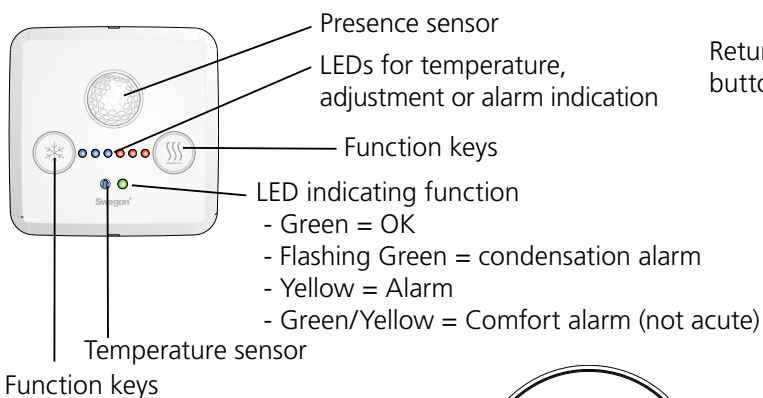 Presence sensor
LEDs for temperature,
adjustment or alarm indication
Function keys
LED indicating function
- Green = OK
- Flashing Green = condensation alarm
- Yellow = Alarm
- Green/Yellow = Comfort alarm (not acute)
Temperature sensor
Function keys
Swegon